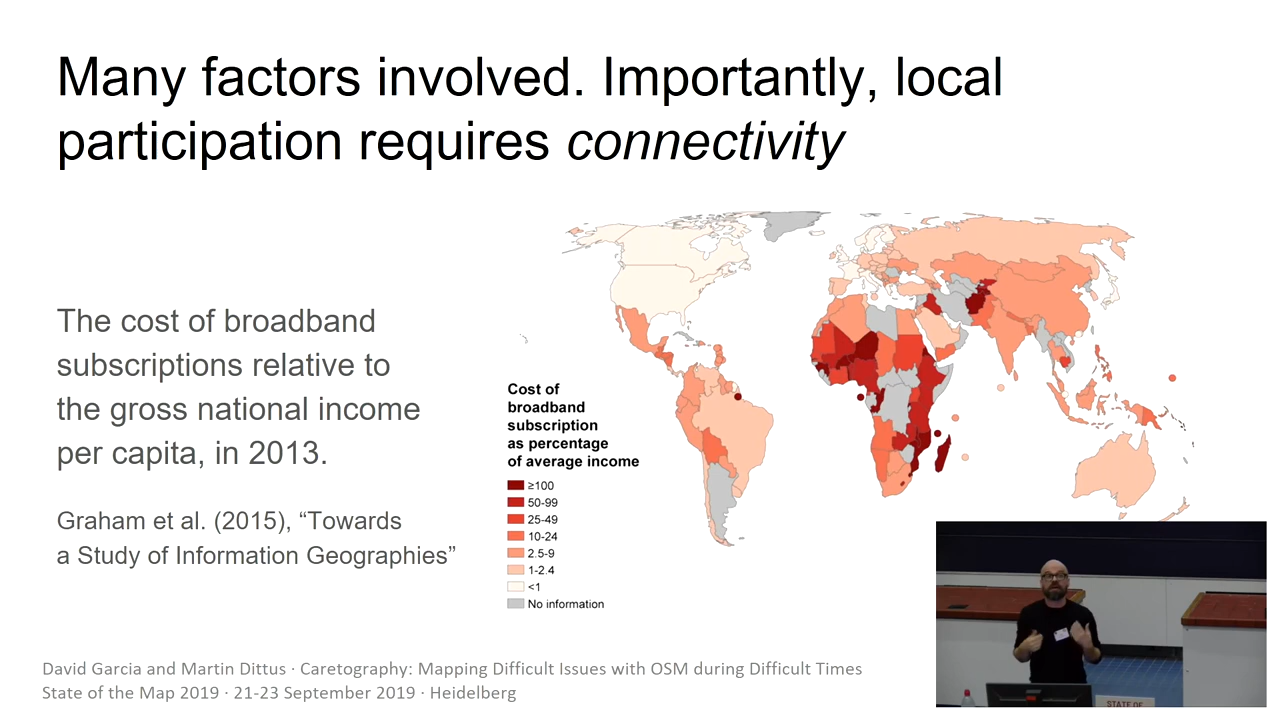 Many factors involved. Importantly, local
participation requires connectivity
The cost of broadband
subscriptions relative to
the gross national income
per capita, in 2013.
Graham et al. (2015), “Towards
a Study of Information Geographies”
Cost of
broadband
subscription
as percentage
of average income
≥100
50-99
25-49
10-24
2.5-9
1-2.4
<1
No information
David Garcia and Martin Dittus · Caretography: Mapping Difficult Issues with OSM during Difficult Times
State of the Map 2019 · 21-23 September 2019 · Heidelberg
STATE OF